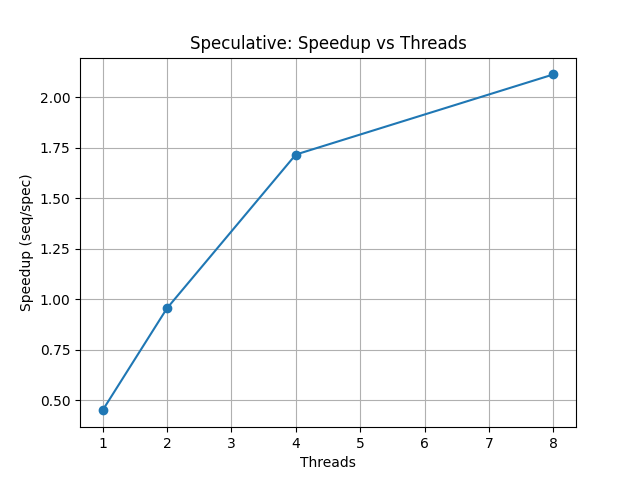 Speculative: Speedup vs Threads
2.00
1.75
1.50
1.25
1.00
0.75
0.50
Speedup (seq/spec)
1 2 3 4 5 6 7 8
Threads